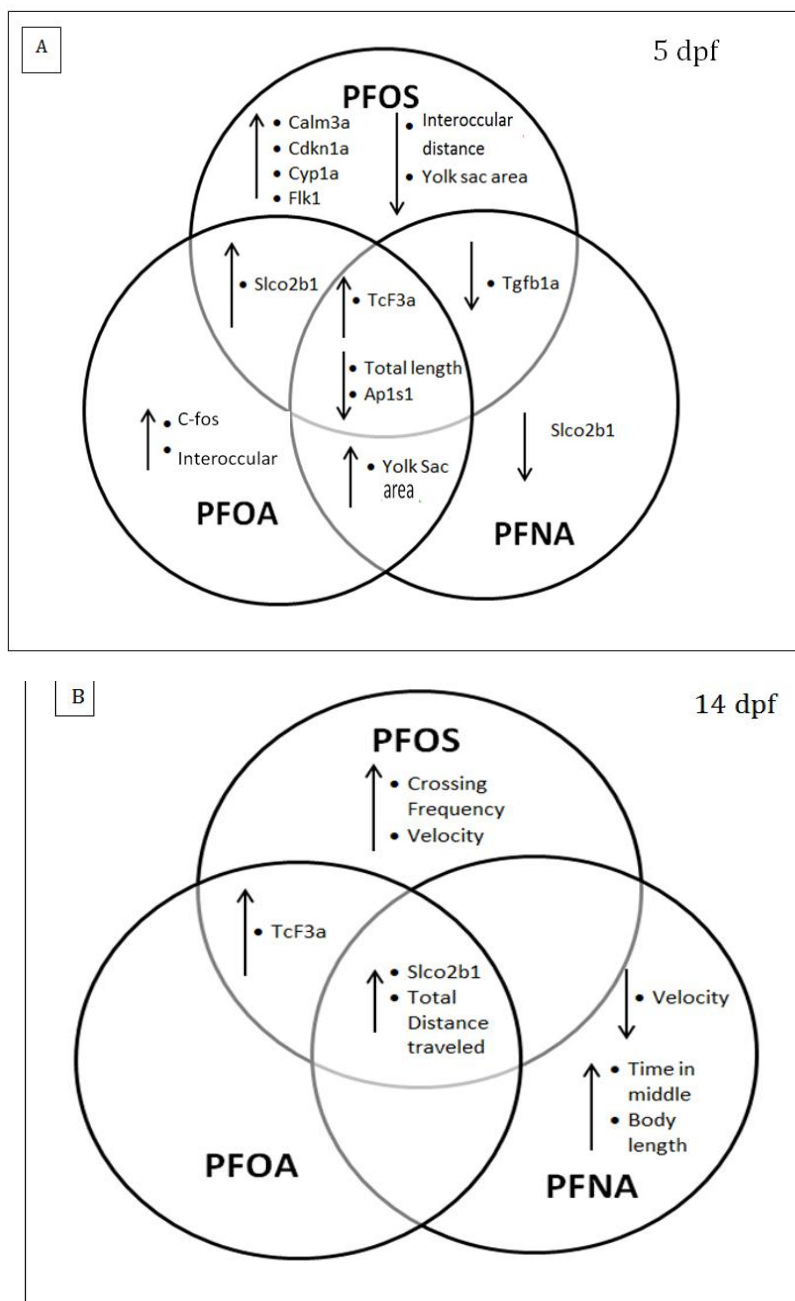 A
5 dpf
PFOS
Calm3a
Cdkn1a
Cyp1a
Flk1
Interoccular
distance
Yolk sac area
Slco2b1
TcF3a
Tgfb1a
Total length
Ap1s1
C-fos
Interoccular
Slco2b1
Yolk Sac
area
PFOA
PFNA
B
14 dpf
PFOS
Crossing
Frequency
Velocity
TcF3a
Slco2b1
Total
Distance
traveled
Velocity
Time in
middle
Body
length
PFOA
PFNA